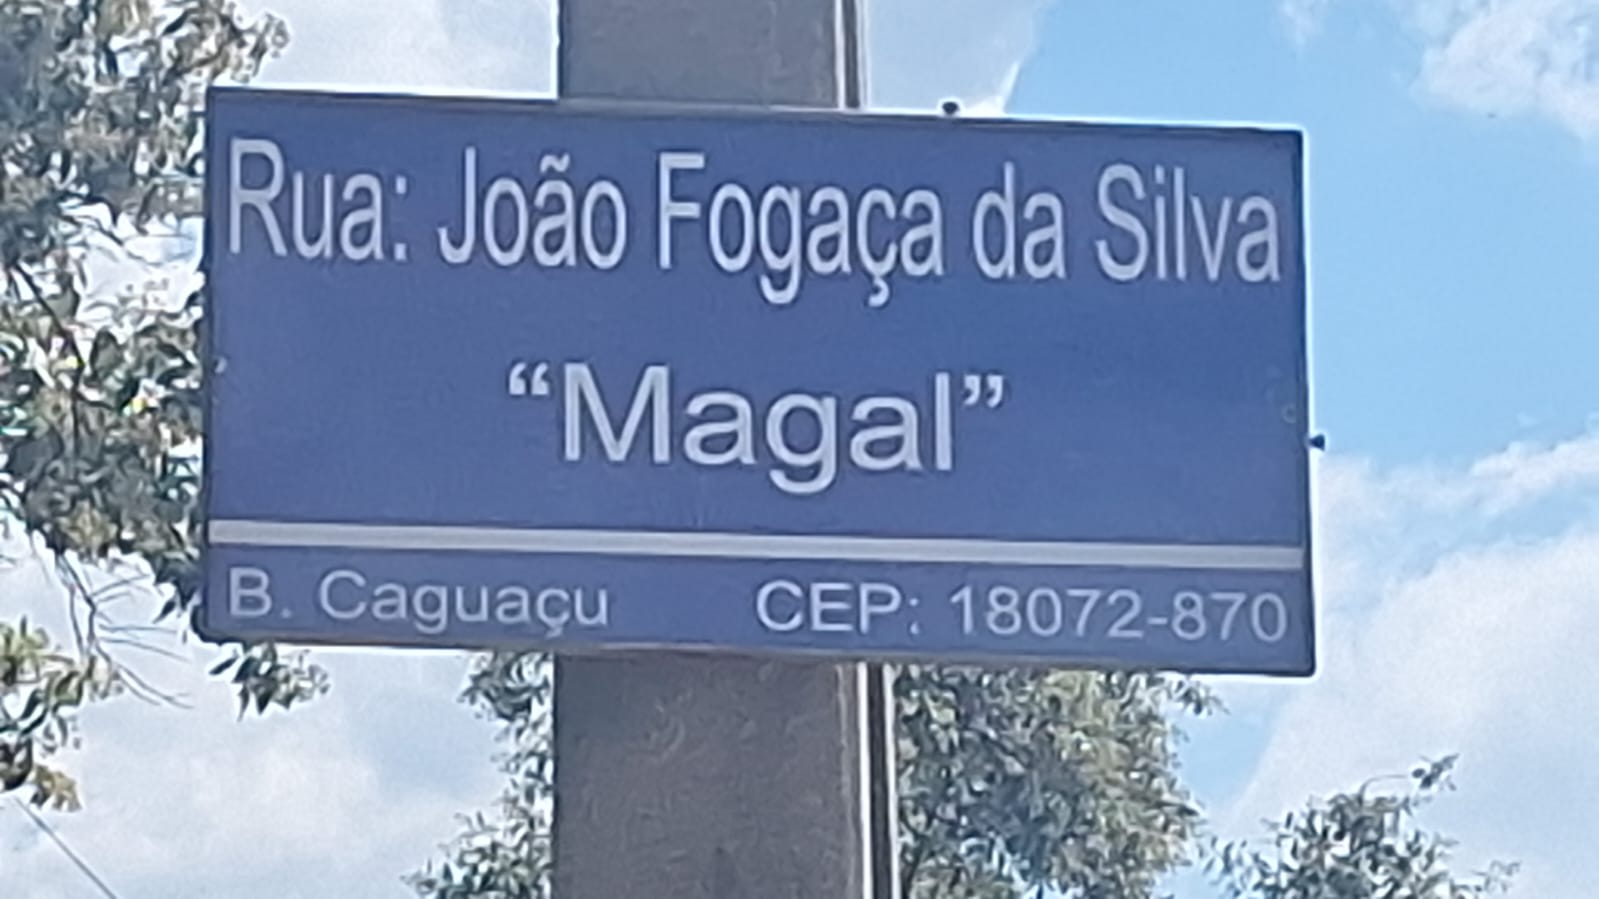 Rua: João Fogaça da Silva
“Magal”
B. Caguaçu CEP: 18072-870